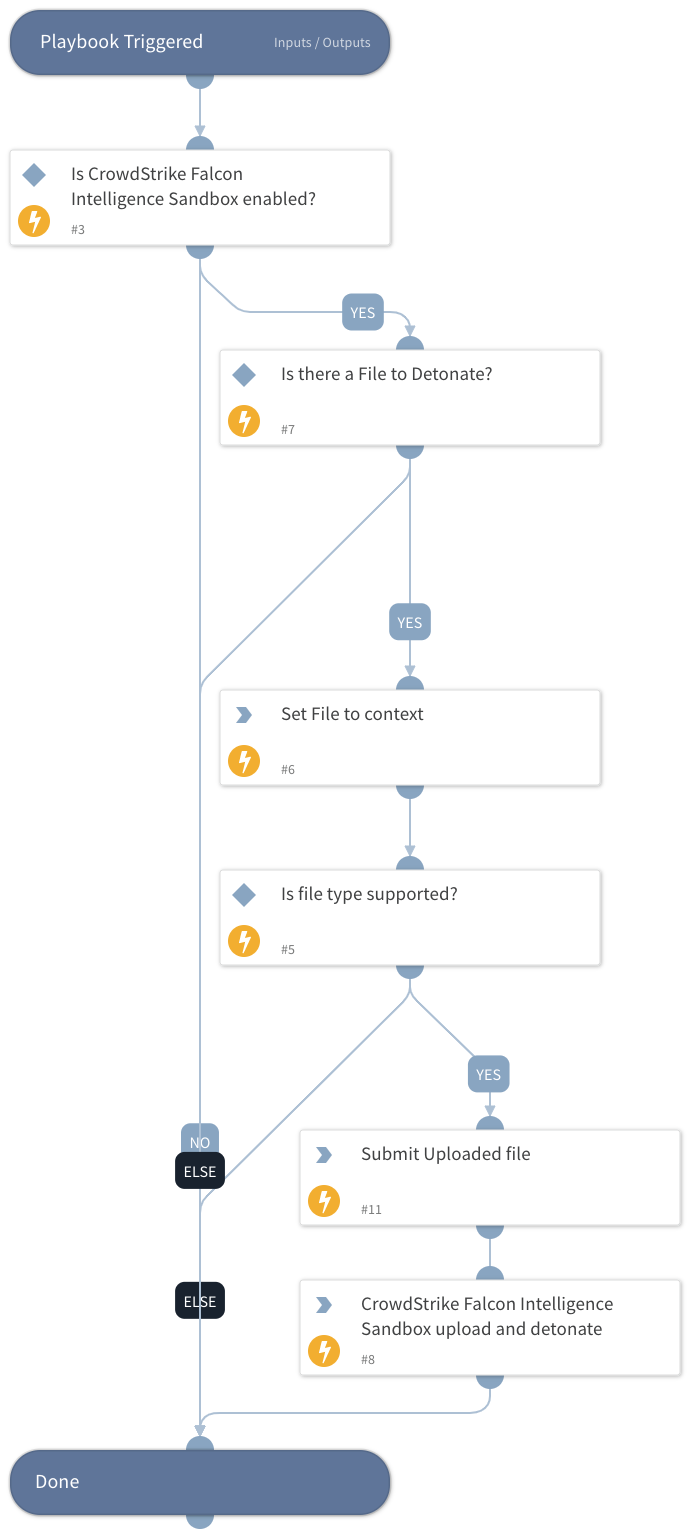 Playbook Triggered
Inputs / Outputs
Is CrowdStrike Falcon
Intelligence Sandbox enabled?
#3
YES
Is there a File to Detonate?
#7
YES
Set File to context
#6
Is file type supported?
#5
YES
NO
ELSE
Submit Uploaded file
#11
ELSE
CrowdStrike Falcon Intelligence
Sandbox upload and detonate
#8
Done